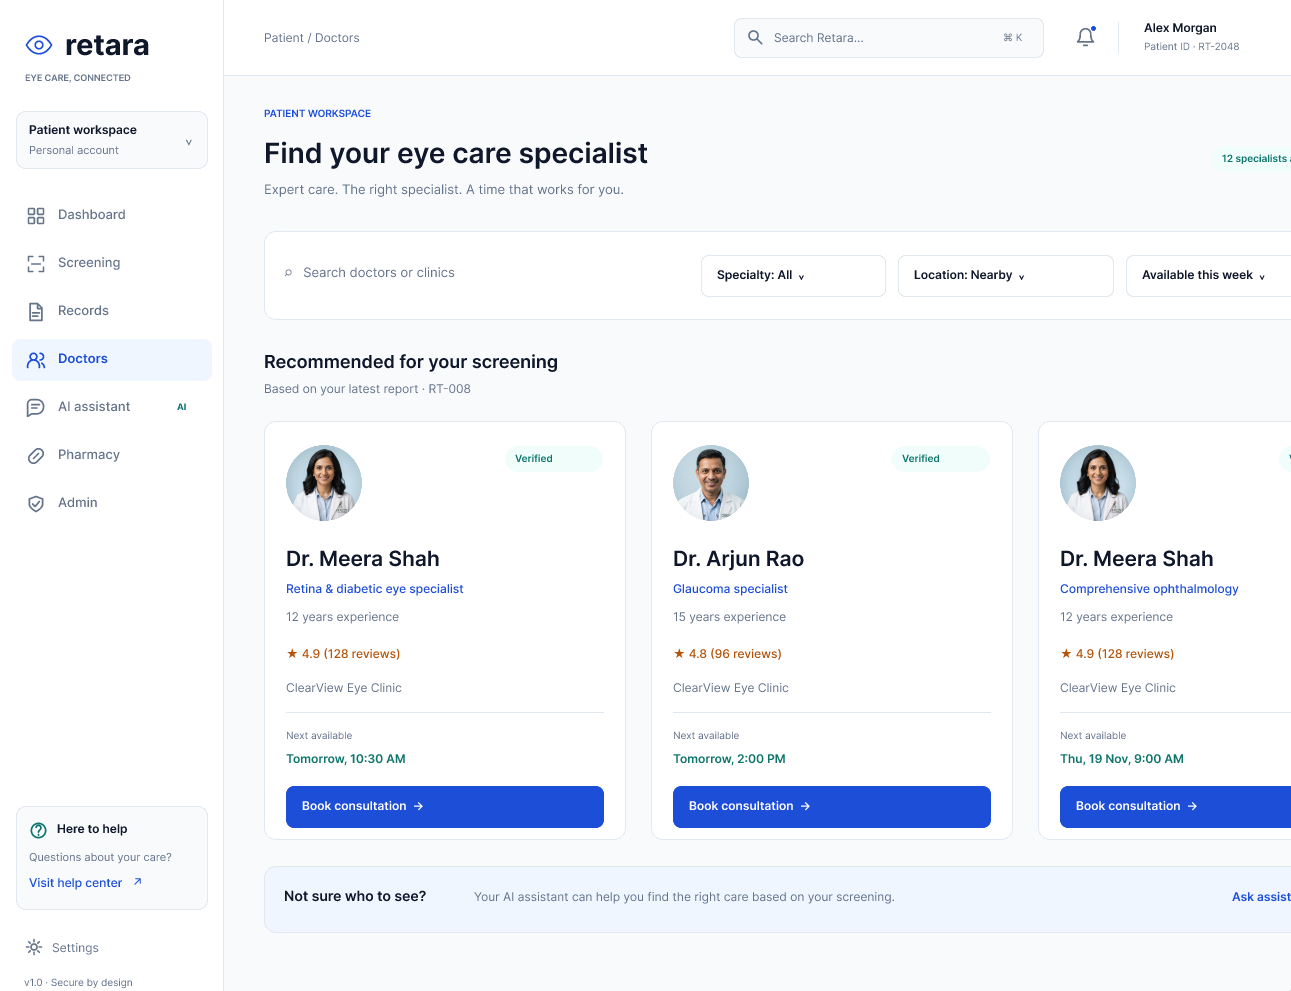 retara
EYE CARE, CONNECTED
Patient workspace
Personal account
Dashboard
Screening
Records
Doctors
AI assistant AI
Pharmacy
Admin
Here to help
Questions about your care?
Visit help center ↗
Settings
v1.0 · Secure by design
Patient / Doctors
Search Retara...
⌘ K
Alex Morgan
Patient ID · RT-2048
PATIENT WORKSPACE
Find your eye care specialist
Expert care. The right specialist. A time that works for you.
12 specialists
Search doctors or clinics
Specialty: All
Location: Nearby
Available this week
Recommended for your screening
Based on your latest report · RT-008
Verified
Dr. Meera Shah
Retina & diabetic eye specialist
12 years experience
★ 4.9 (128 reviews)
ClearView Eye Clinic
Next available
Tomorrow, 10:30 AM
Book consultation →
Verified
Dr. Arjun Rao
Glaucoma specialist
15 years experience
★ 4.8 (96 reviews)
ClearView Eye Clinic
Next available
Tomorrow, 2:00 PM
Book consultation →
Dr. Meera Shah
Comprehensive ophthalmology
12 years experience
★ 4.9 (128 reviews)
ClearView Eye Clinic
Next available
Thu, 19 Nov, 9:00 AM
Book consultation →
Not sure who to see?
Your AI assistant can help you find the right care based on your screening.
Ask assist